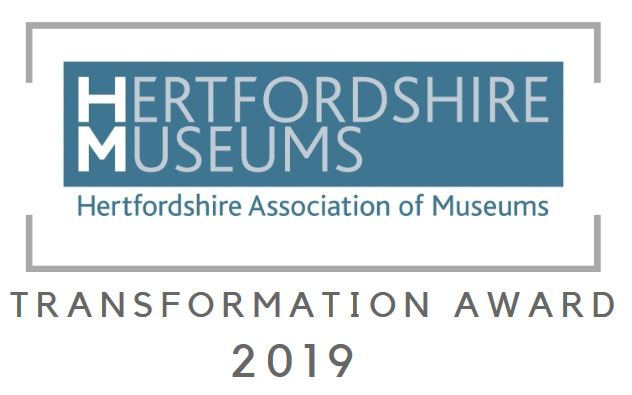 HERTFORDSHIRE
MUSEUMS
Hertfordshire Association of Museums
TRANSFORMATION AWARD
2019